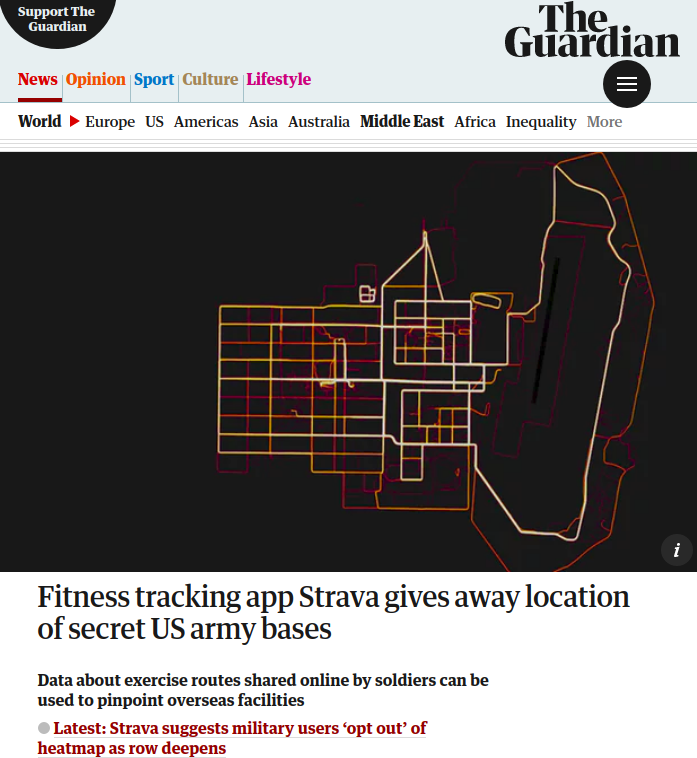 Support The
Guardian
The
Guardian
News Opinion Sport Culture Lifestyle
World Europe US Americas Asia Australia Middle East Africa Inequality More
i
Fitness tracking app Strava gives away location
of secret US army bases
Data about exercise routes shared online by soldiers can be
used to pinpoint overseas facilities
Latest: Strava suggests military users ‘opt out’ of
heatmap as row deepens